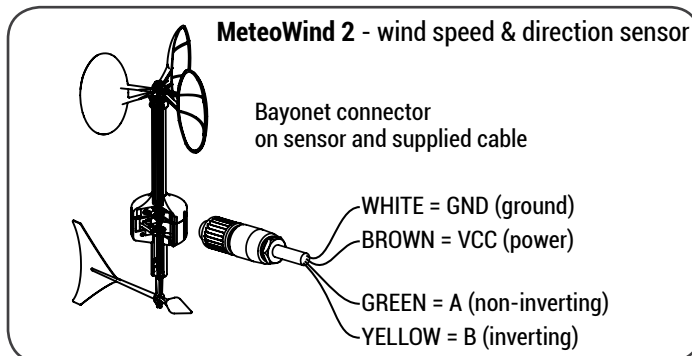 MeteoWind 2 - wind speed & direction sensor
Bayonet connector
on sensor and supplied cable
WHITE = GND (ground)
BROWN = VCC (power)
GREEN = A (non-inverting)
YELLOW = B (inverting)